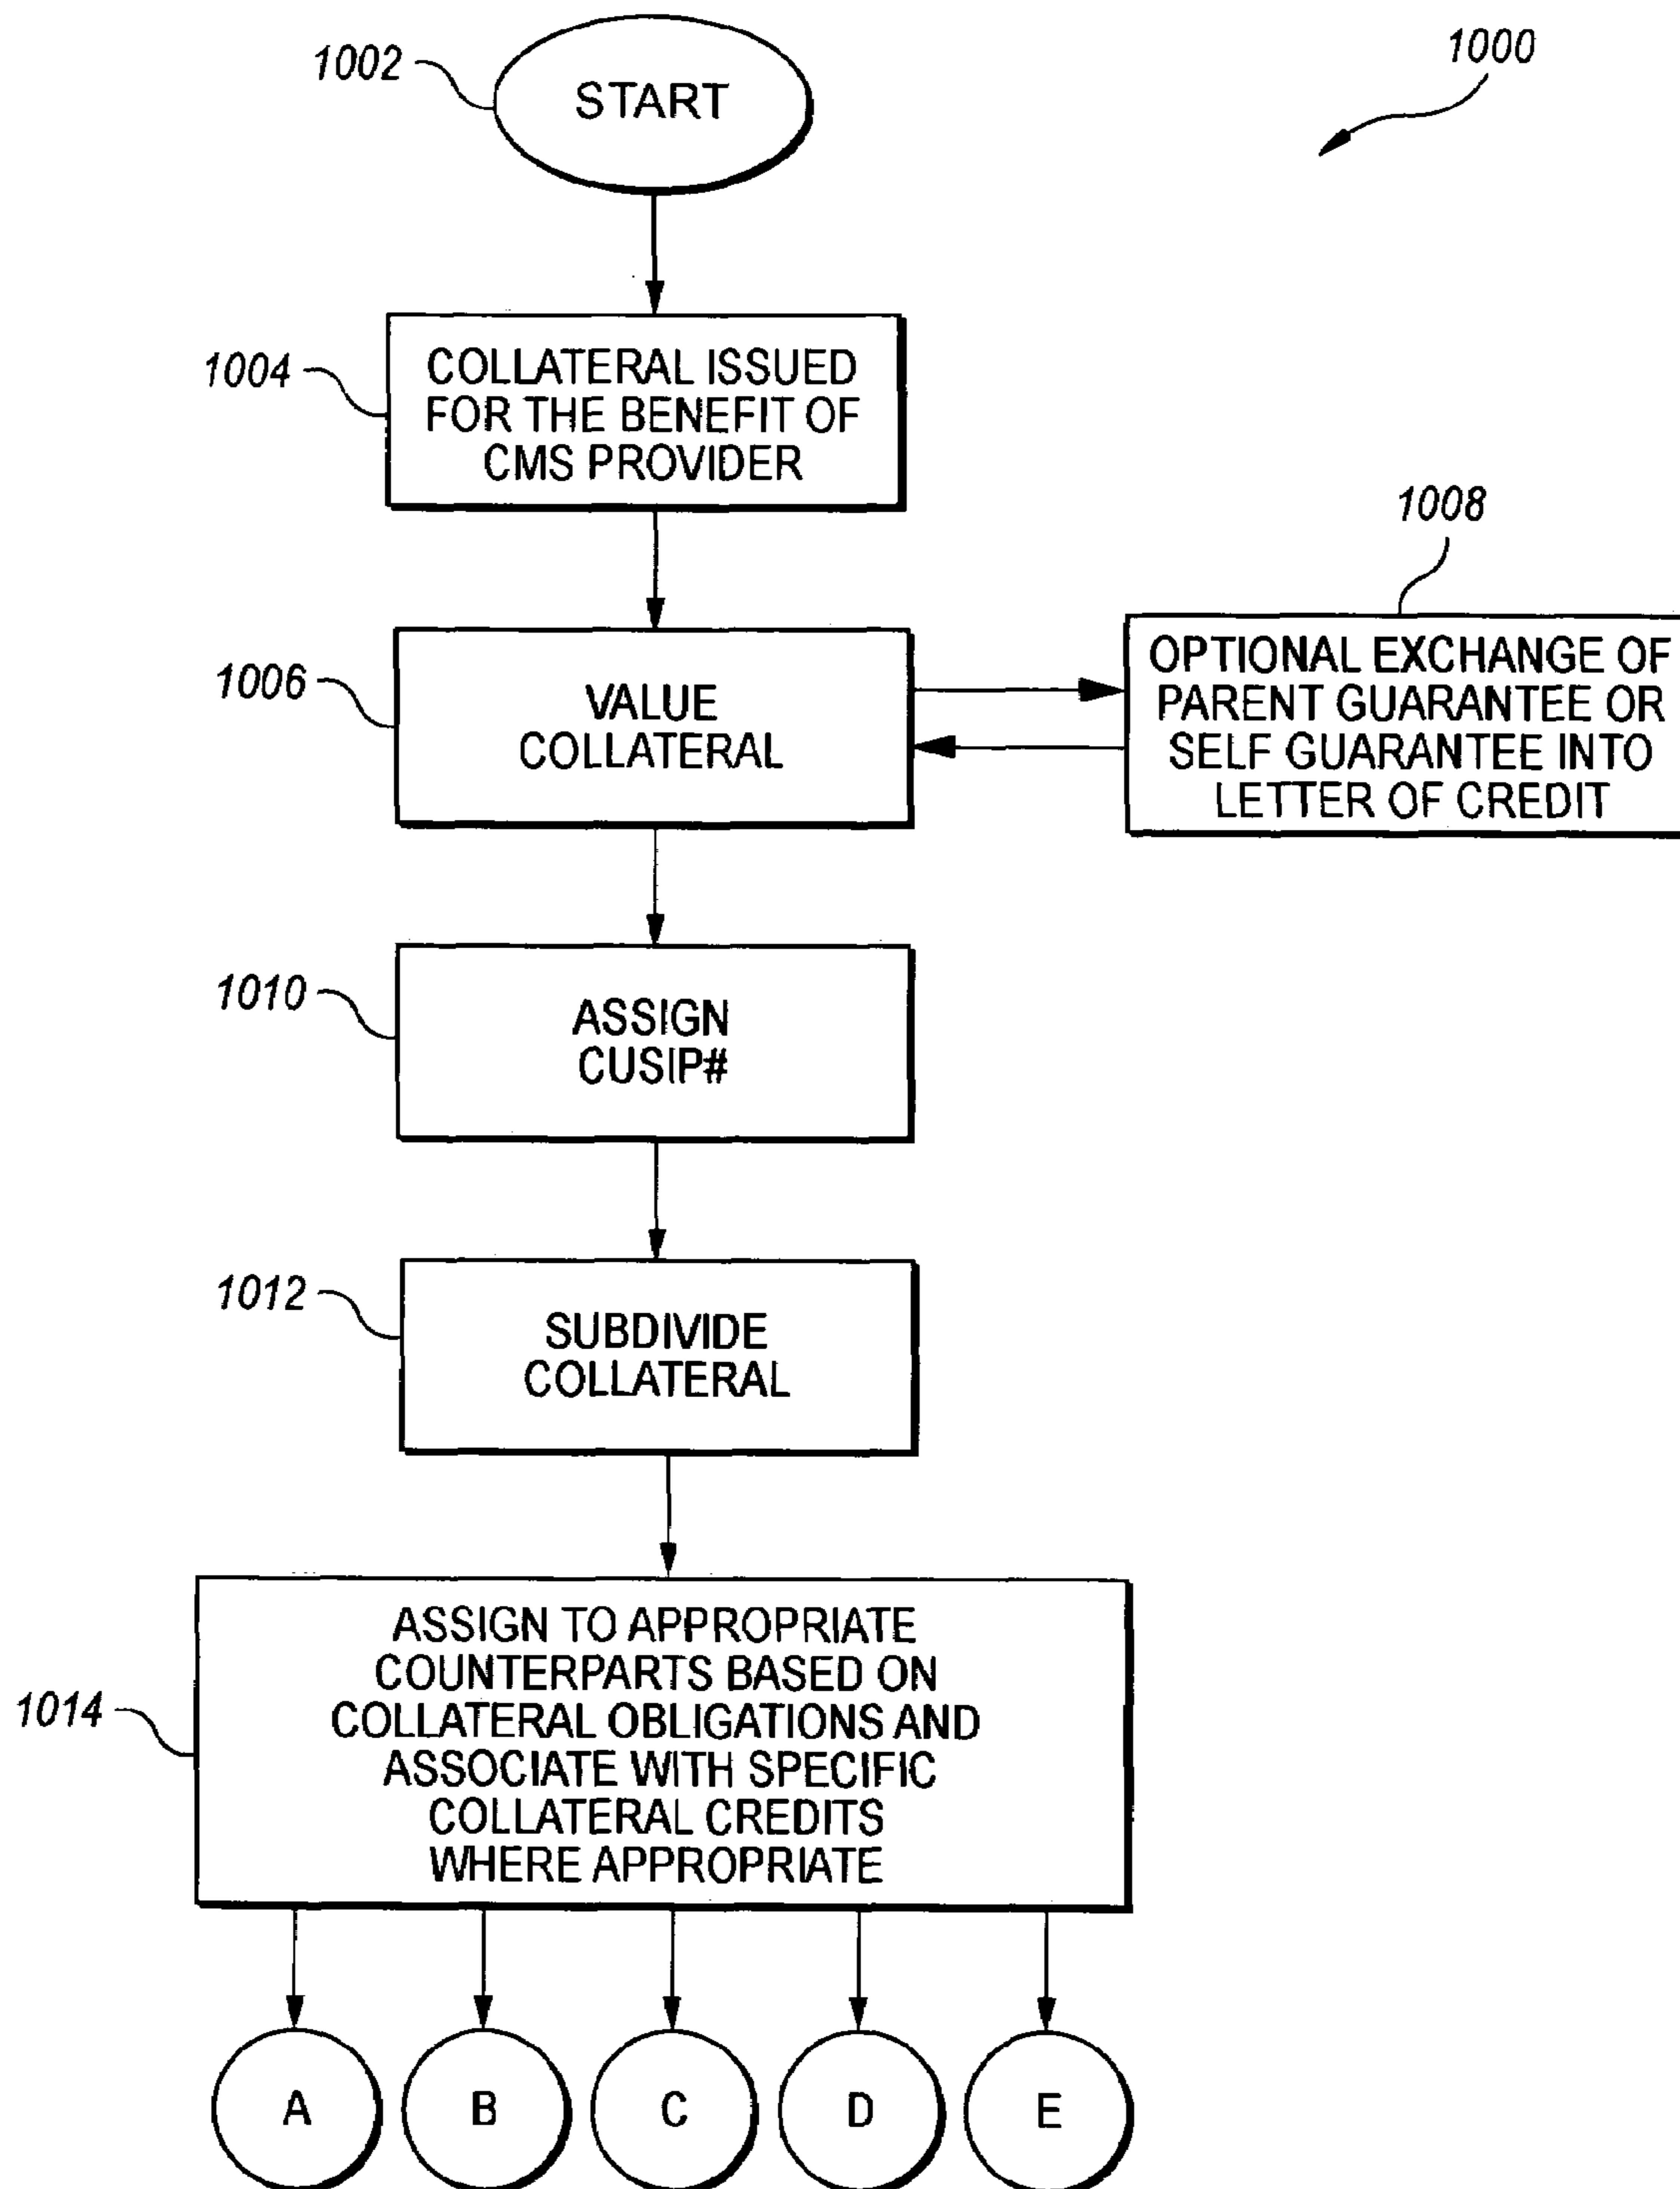 1002
START
1000
1004
COLLATERAL ISSUED
FOR THE BENEFIT OF
CMS PROVIDER
1006
VALUE
COLLATERAL
1008
OPTIONAL EXCHANGE OF
PARENT GUARANTEE OR
SELF GUARANTEE INTO
LETTER OF CREDIT
1010
ASSIGN
CUSIP#
1012
SUBDIVIDE
COLLATERAL
1014
ASSIGN TO APPROPRIATE
COUNTERPARTS BASED ON
COLLATERAL OBLIGATIONS AND
ASSOCIATE WITH SPECIFIC
COLLATERAL CREDITS
WHERE APPROPRIATE
A B C D E